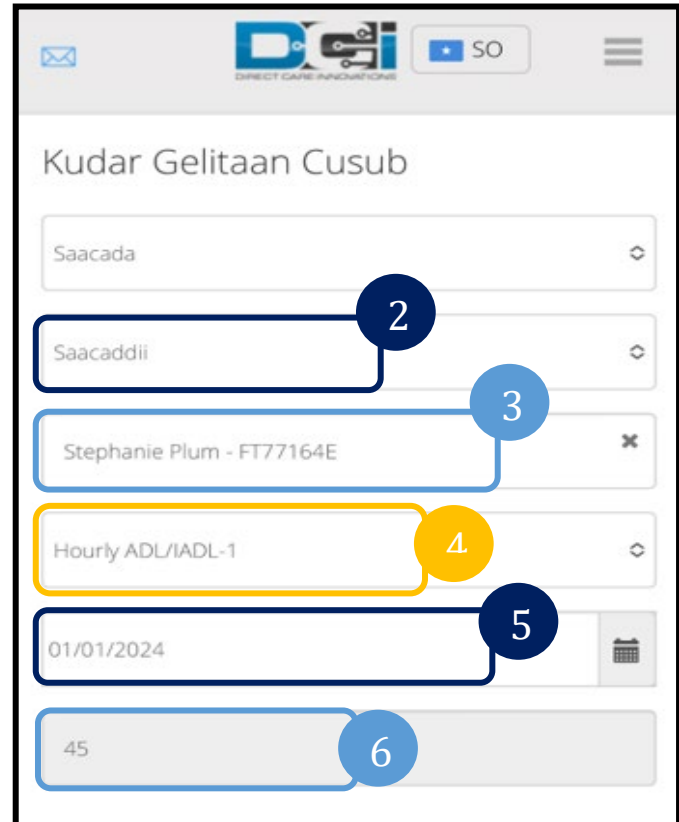 DCi SO
DIRECT CARE INNOVATIONS
Kudar Gelitaan Cusub
Saacada
2
Saacaddii
3
Stephanie Plum - FT77164E
4
Hourly ADL/IADL-1
5
01/01/2024
45 6